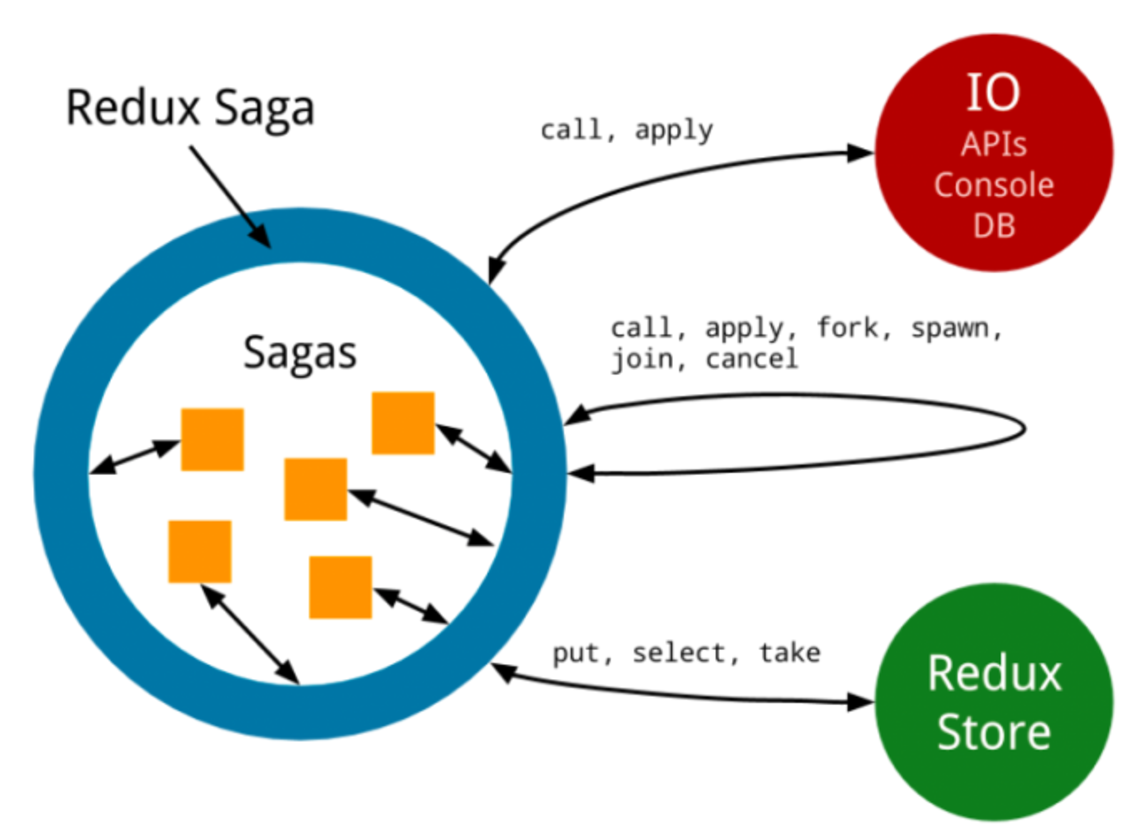 Redux Saga
call, apply
IO
APIs
Console
DB
Sagas
call, apply, fork, spawn,
join, cancel
put, select, take
Redux
Store